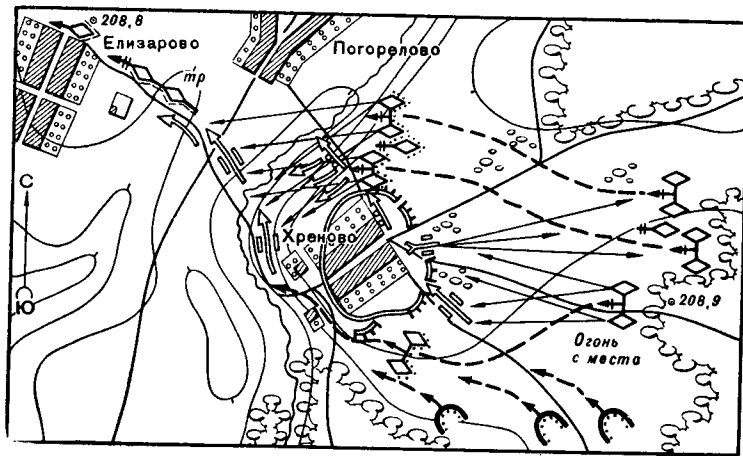 208,8
Елизарово
Погорелово
тр
С
Хреново
Ю
208,9
Огонь
с места